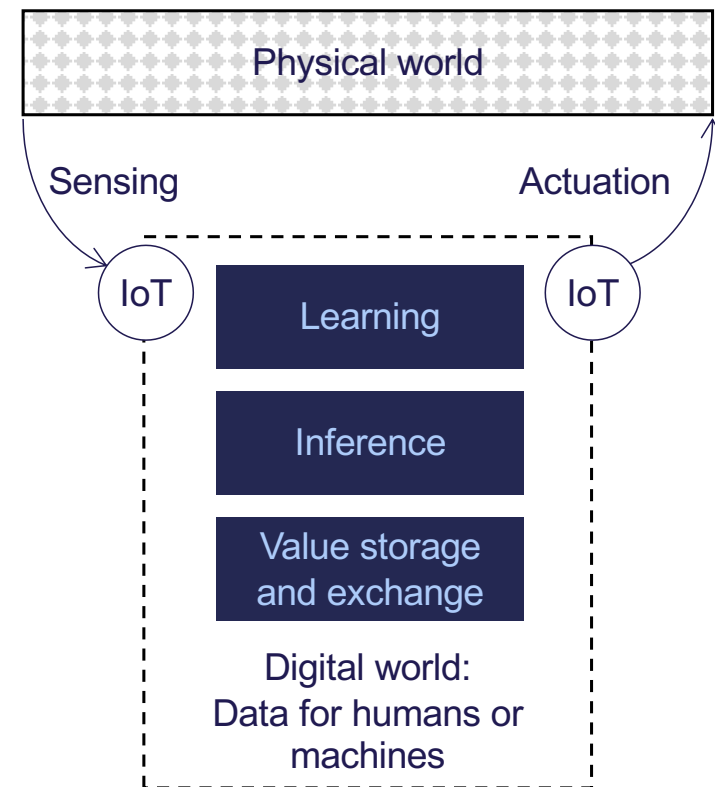 Physical world
Sensing
Actuation
IoT
IoT
Learning
Inference
Value storage
and exchange
Digital world:
Data for humans or
machines